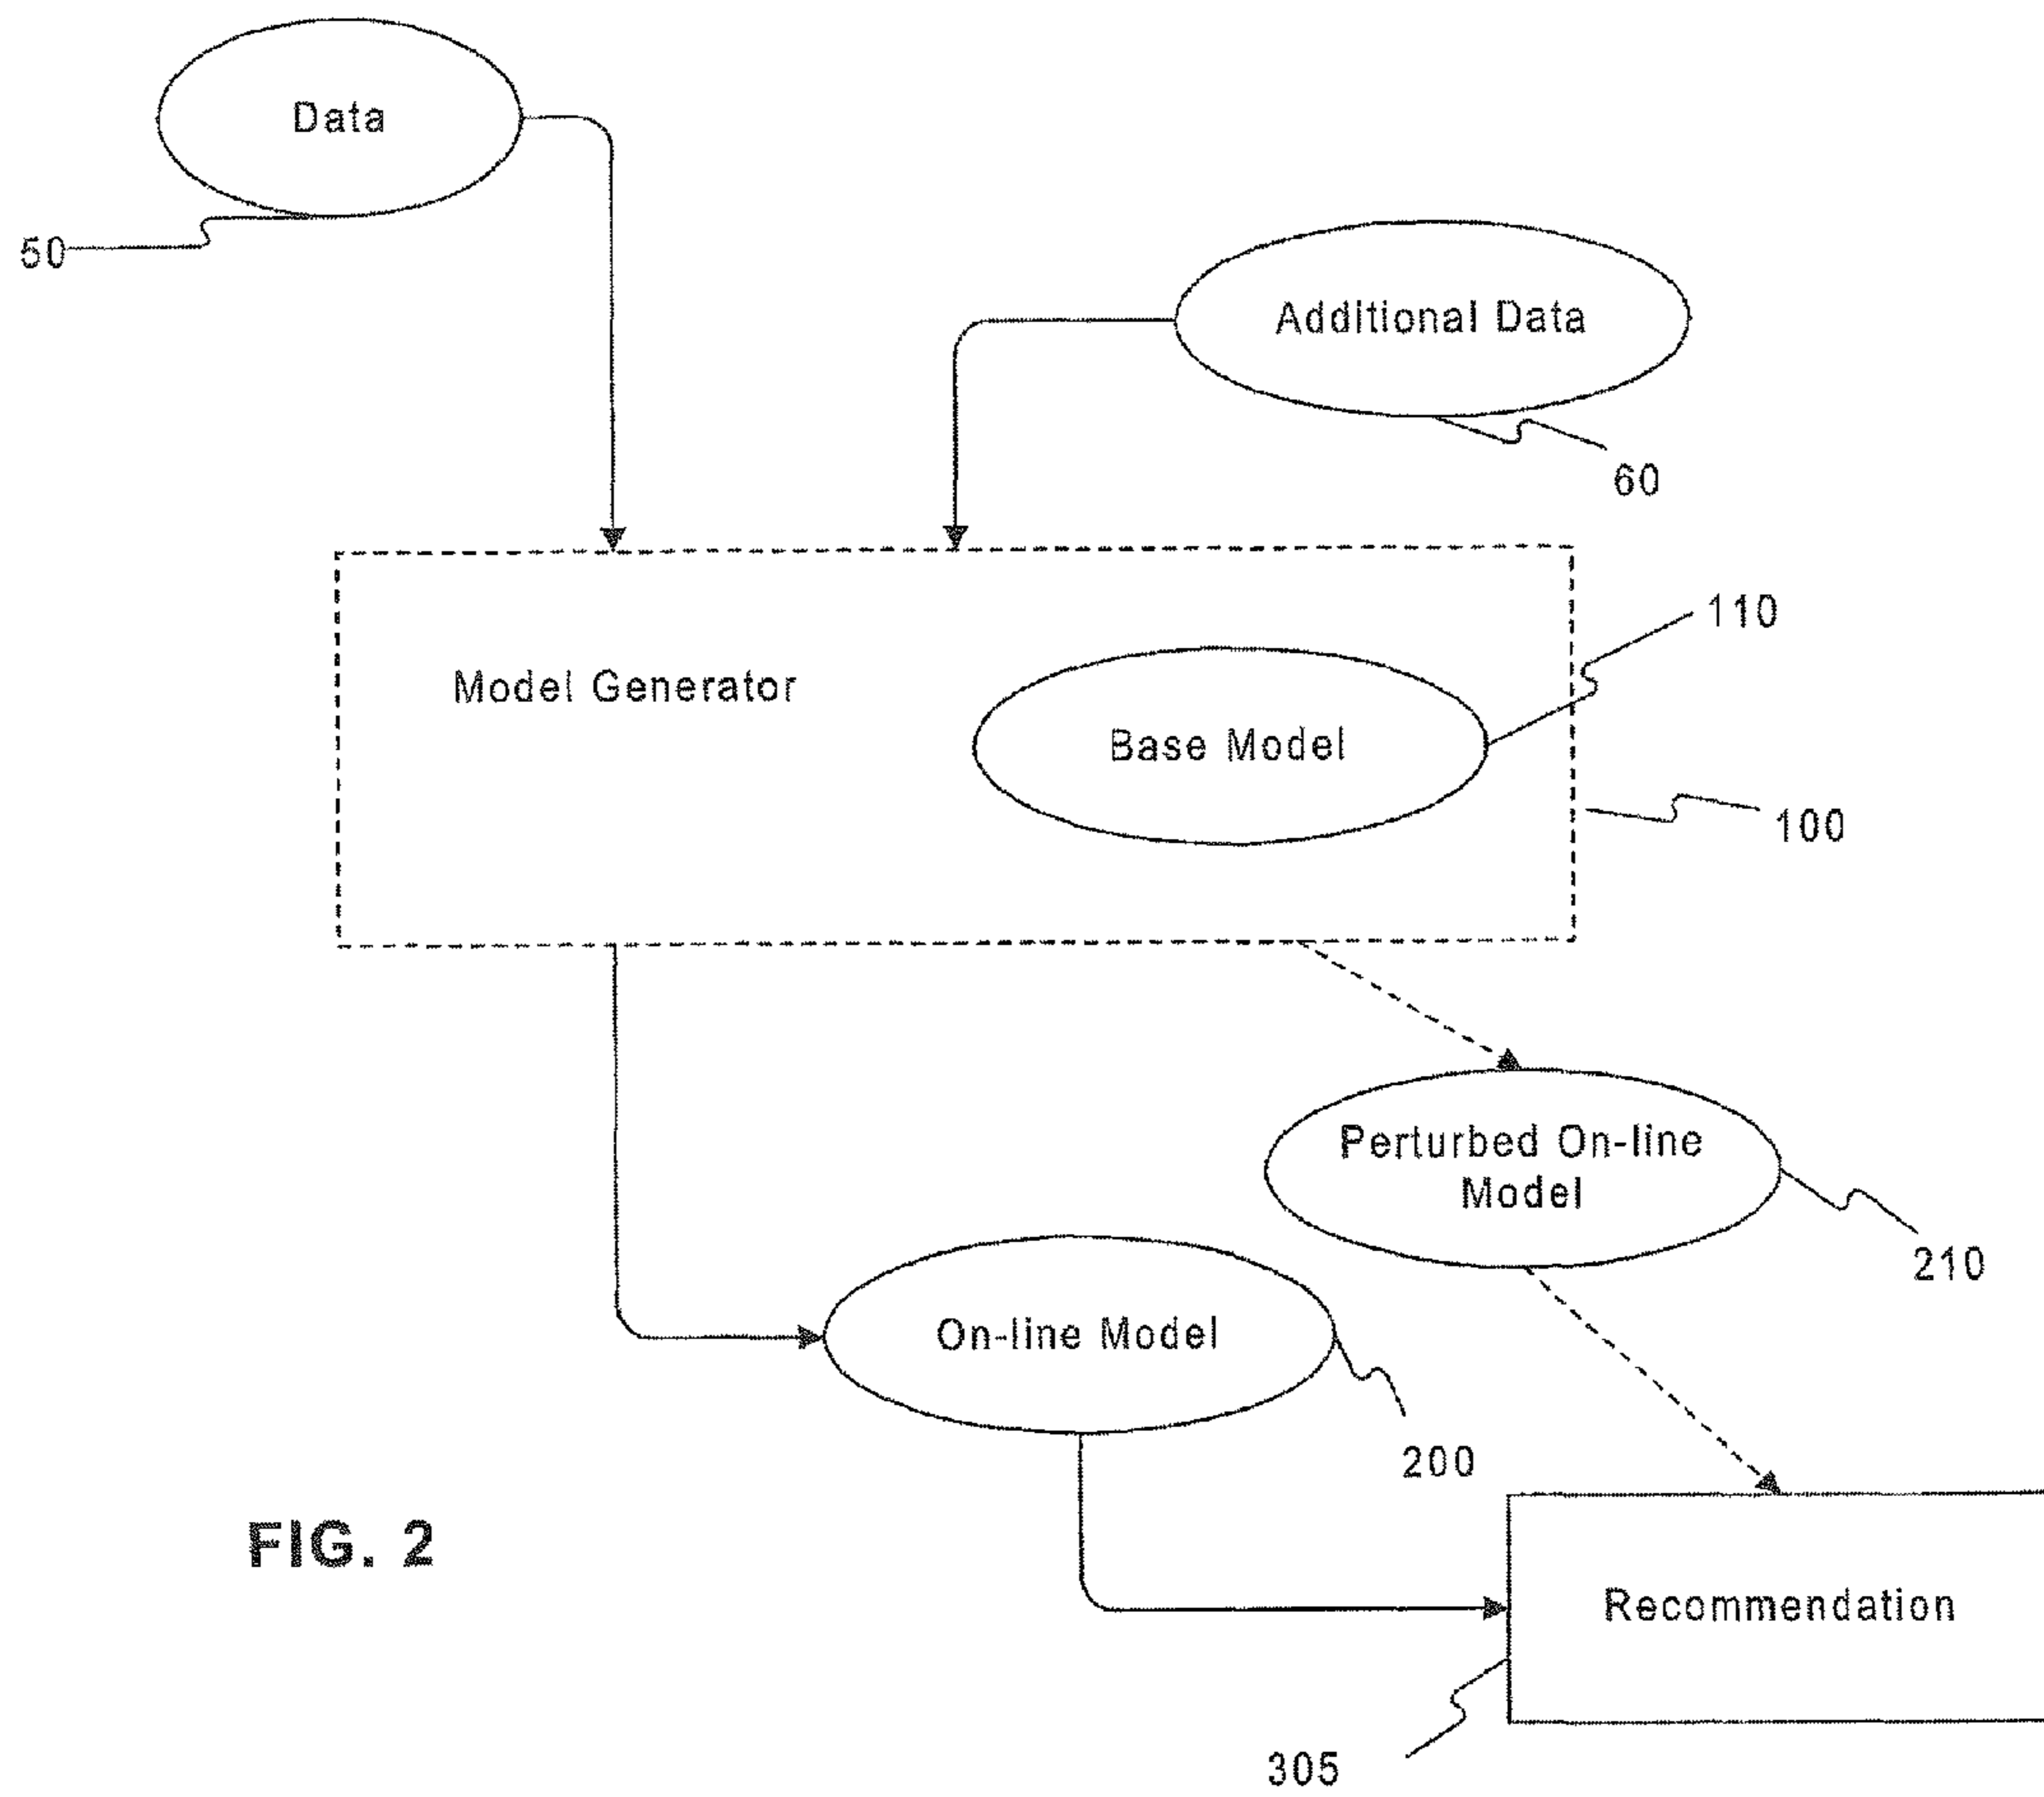 Data
50
Additional Data
60
110
Model Generator
Base Model
100
Perturbed On-line
Model
210
On-line Model
200
FIG. 2
Recommendation
305